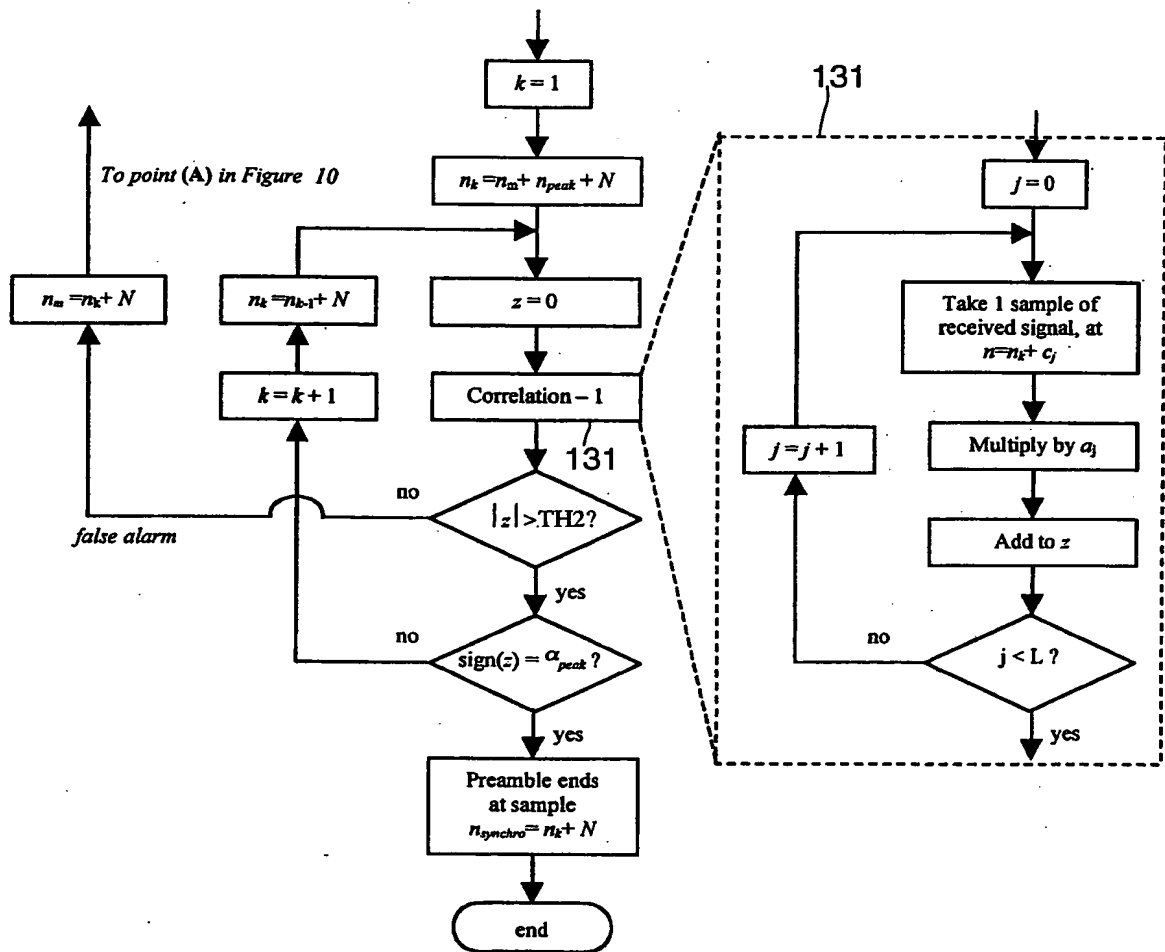 k = 1
n_k = n_m + n_peak + N
To point (A) in Figure 10
n_m = n_k + N
n_k = n_k-1 + N
z = 0
k = k + 1
Correlation – 1
131
no
|z| > TH2?
false alarm
yes
no
sign(z) = α_peak ?
yes
Preamble ends
at sample
n_synchro = n_k + N
end
131
j = 0
Take 1 sample of
received signal, at
n = n_k + c_j
j = j + 1
Multiply by a_j
Add to z
no
j < L ?
yes